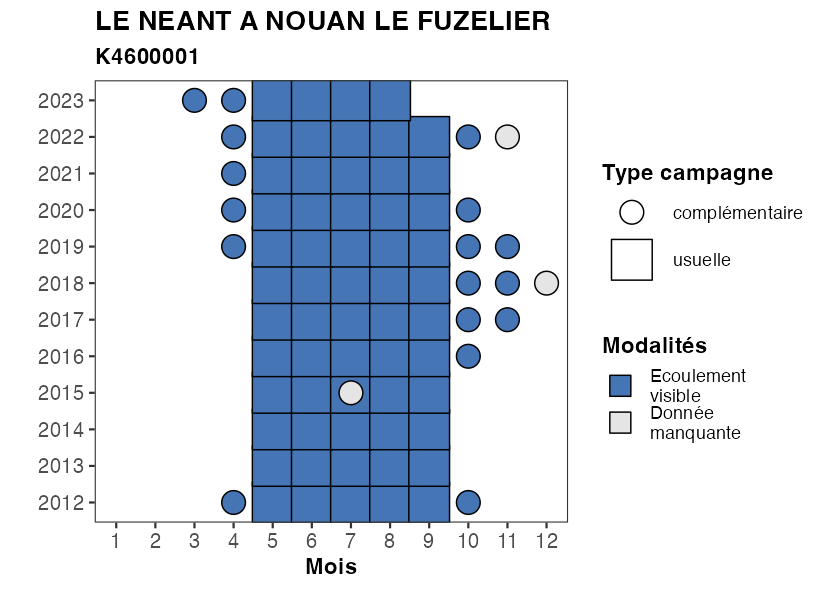 LE NEANT A NOUAN LE FUZELIER
K4600001
2023
2022
2021
2020
2019
2018
2017
2016
2015
2014
2013
2012
1 2 3 4 5 6 7 8 9 10 11 12
Mois
Type campagne
complémentaire
usuelle
Modalités
Ecoulement
visible
Donnée
manquante